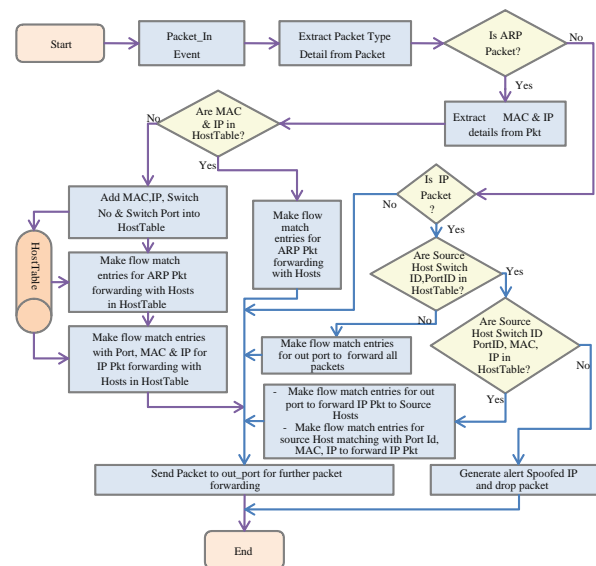 Start
Packet_In
Event
Extract Packet Type
Detail from Packet
Is ARP
Packet?
No
Yes
Extract MAC & IP
details from Pkt
Are MAC
& IP in
HostTable?
No
Yes
Add MAC,IP, Switch
No & Switch Port into
HostTable
HostTable
Make flow match
entries for ARP Pkt
forwarding with Hosts
in HostTable
Make flow match entries
with Port, MAC & IP for
IP Pkt forwarding with
Hosts in HostTable
Make flow
match
entries for
ARP Pkt
forwarding
with Hosts
Is IP
Packet
?
No
Yes
Are Source
Host Switch
ID,PortID in
HostTable?
Yes
No
Make flow match entries
for out port to forward all
packets
Are Source
Host Switch ID
PortID, MAC,
IP in
HostTable?
No
Yes
- Make flow match entries for out
port to forward IP Pkt to Source
Hosts
- Make flow match entries for
source Host matching with Port Id,
MAC, IP to forward IP Pkt
Send Packet to out_port for further packet
forwarding
Generate alert Spoofed IP
and drop packet
End